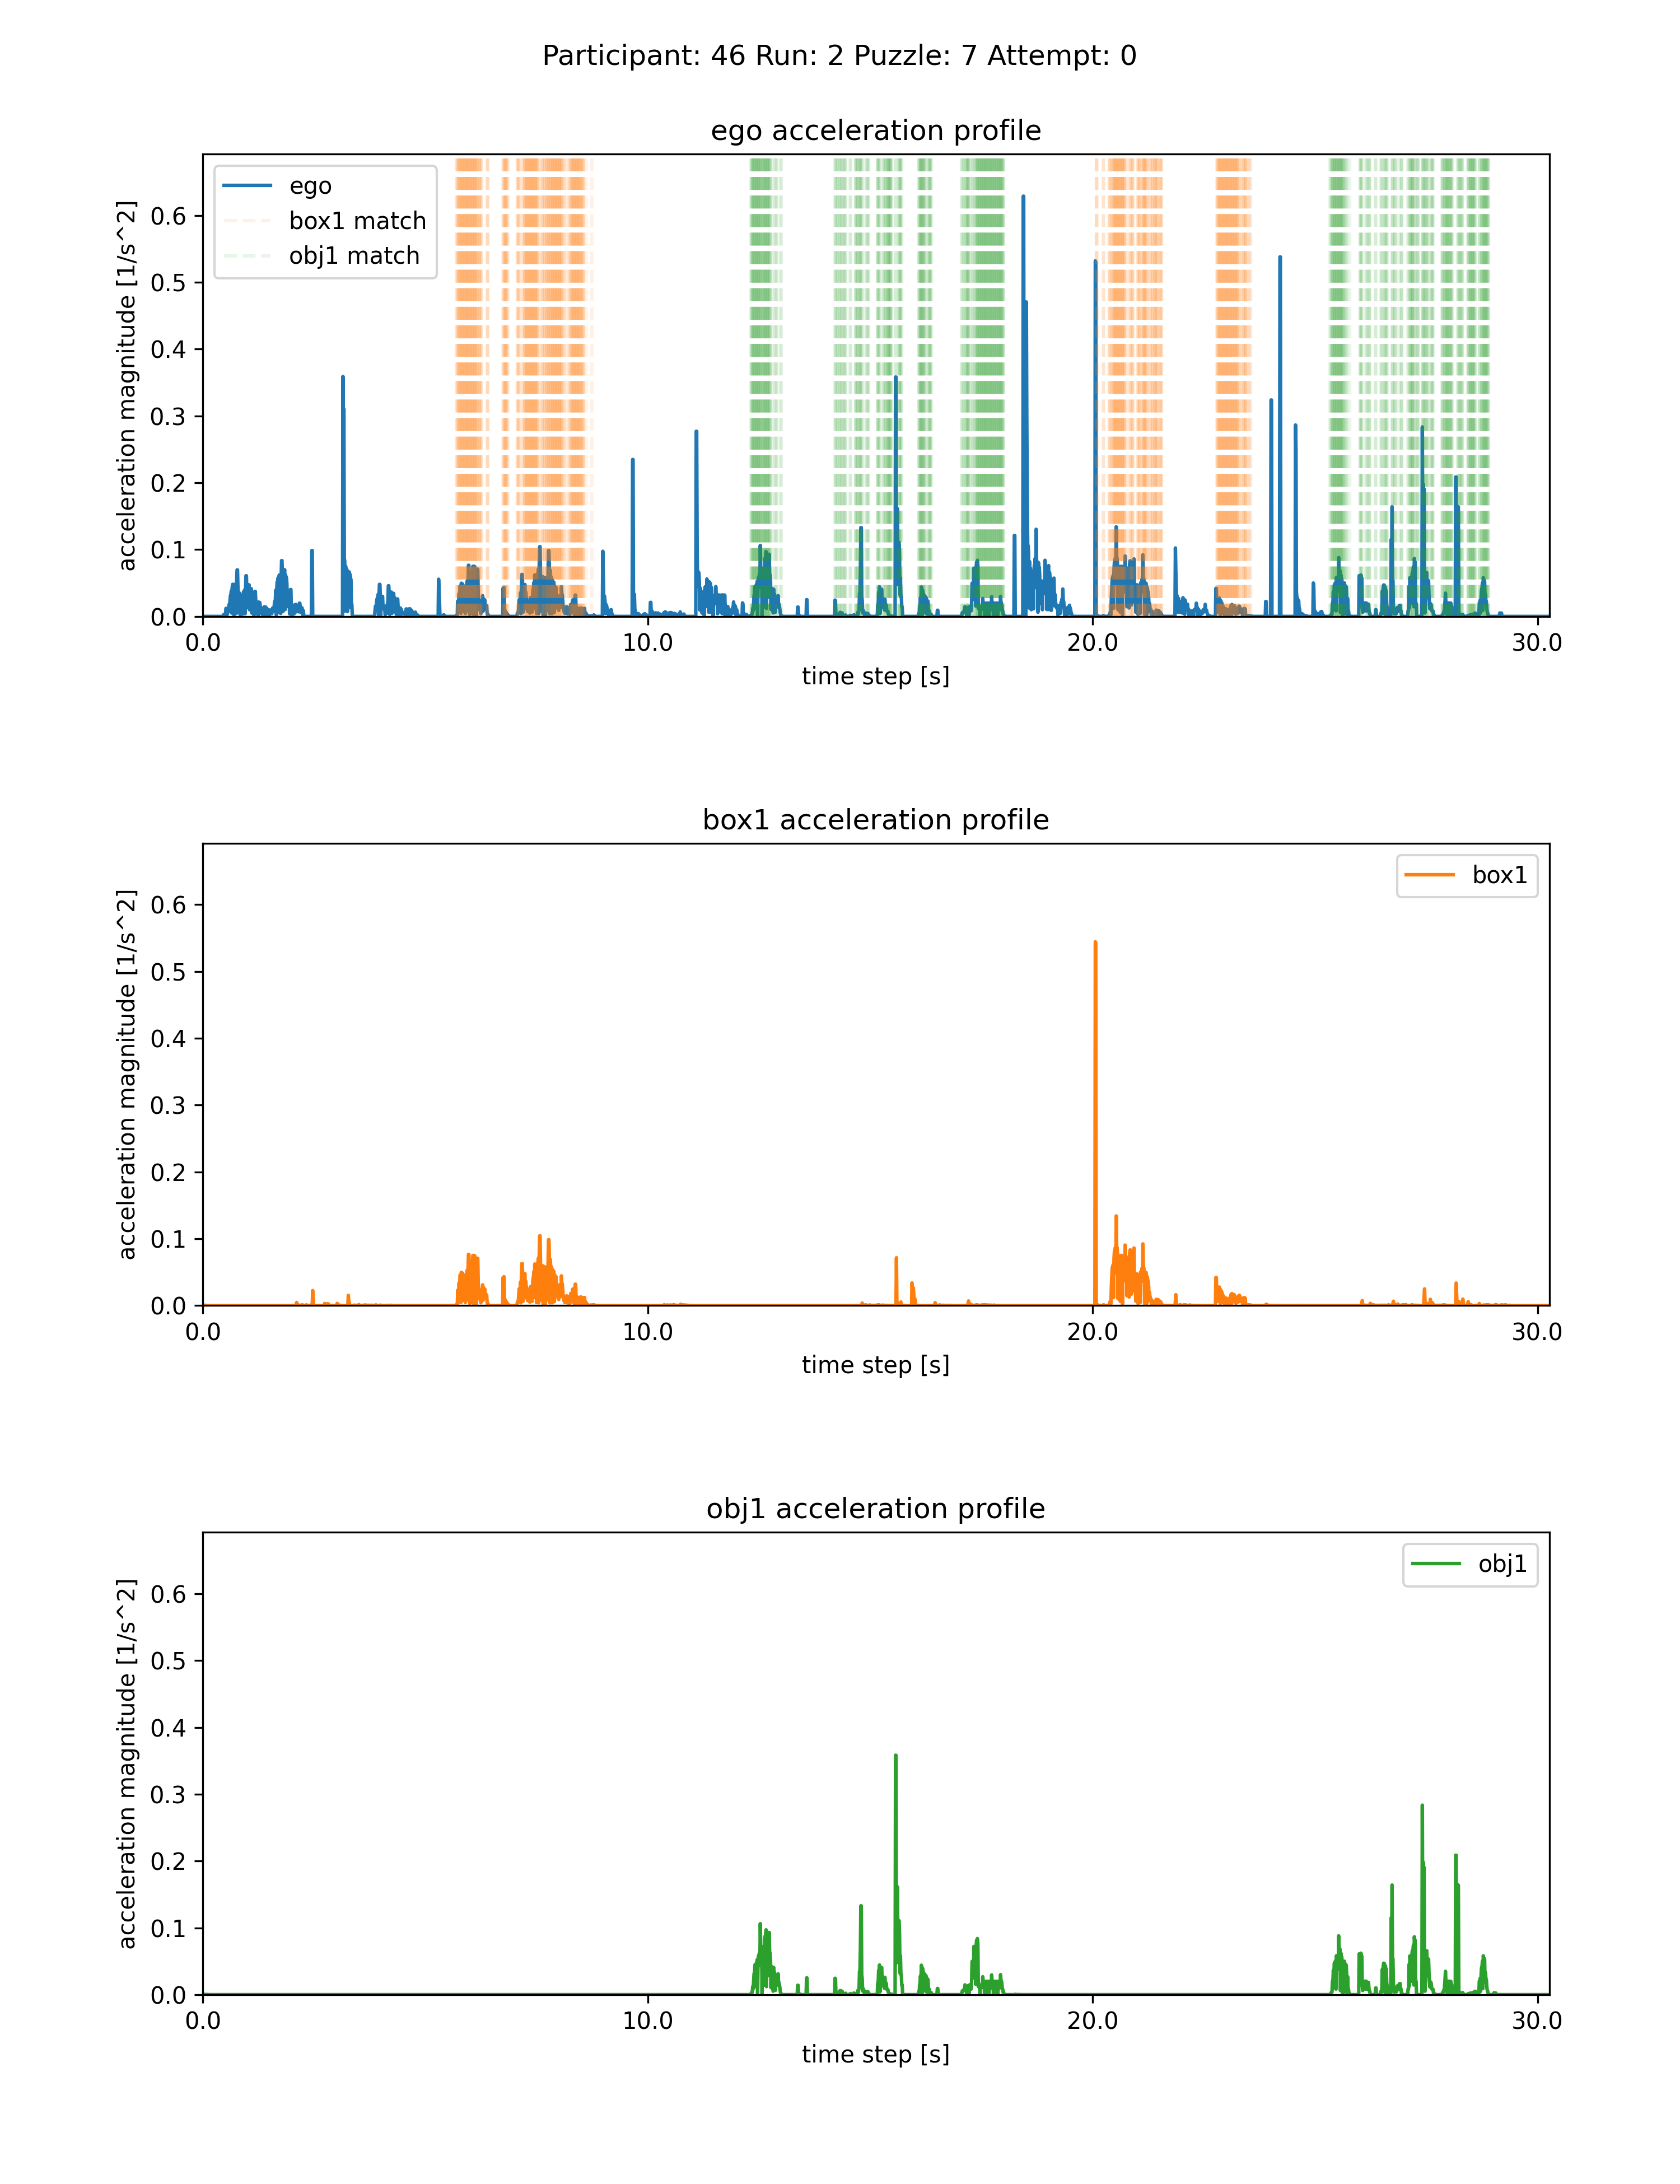 Participant: 46 Run: 2 Puzzle: 7 Attempt: 0
ego acceleration profile
ego
box1 match
obj1 match
acceleration magnitude [1/s^2]
0.6
0.5
0.4
0.3
0.2
0.1
0.0
0.0 10.0 20.0 30.0
time step [s]
box1 acceleration profile
box1
acceleration magnitude [1/s^2]
0.6
0.5
0.4
0.3
0.2
0.1
0.0
0.0 10.0 20.0 30.0
time step [s]
obj1 acceleration profile
obj1
acceleration magnitude [1/s^2]
0.6
0.5
0.4
0.3
0.2
0.1
0.0
0.0 10.0 20.0 30.0
time step [s]